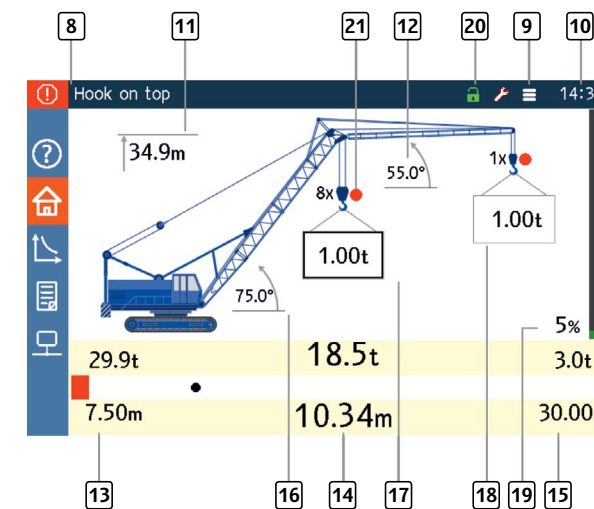 8 11 21 12 20 9 10
Hook on top 14:3
34.9m
55.0°
1x
8x
1.00t
1.00t
75.0°
5%
29.9t 18.5t 3.0t
7.50m 10.34m 30.00
13 16 14 17 18 19 15